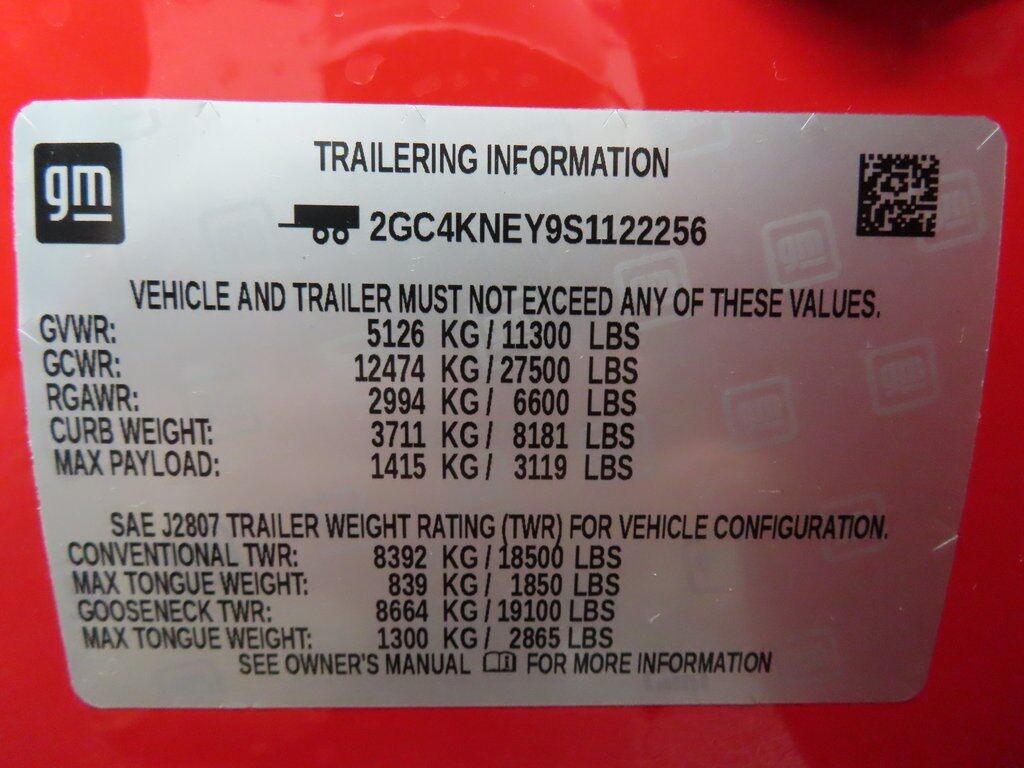 gm
TRAILERING INFORMATION
2GC4KNEY9S1122256
VEHICLE AND TRAILER MUST NOT EXCEED ANY OF THESE VALUES.
GVWR: 5126 KG / 11300 LBS
GCWR: 12474 KG / 27500 LBS
RGAWR: 2994 KG / 6600 LBS
CURB WEIGHT: 3711 KG / 8181 LBS
MAX PAYLOAD: 1415 KG / 3119 LBS
SAE J2807 TRAILER WEIGHT RATING (TWR) FOR VEHICLE CONFIGURATION.
CONVENTIONAL TWR: 8392 KG / 18500 LBS
MAX TONGUE WEIGHT: 839 KG / 1850 LBS
GOOSENECK TWR: 8664 KG / 19100 LBS
MAX TONGUE WEIGHT: 1300 KG / 2865 LBS
SEE OWNER'S MANUAL FOR MORE INFORMATION